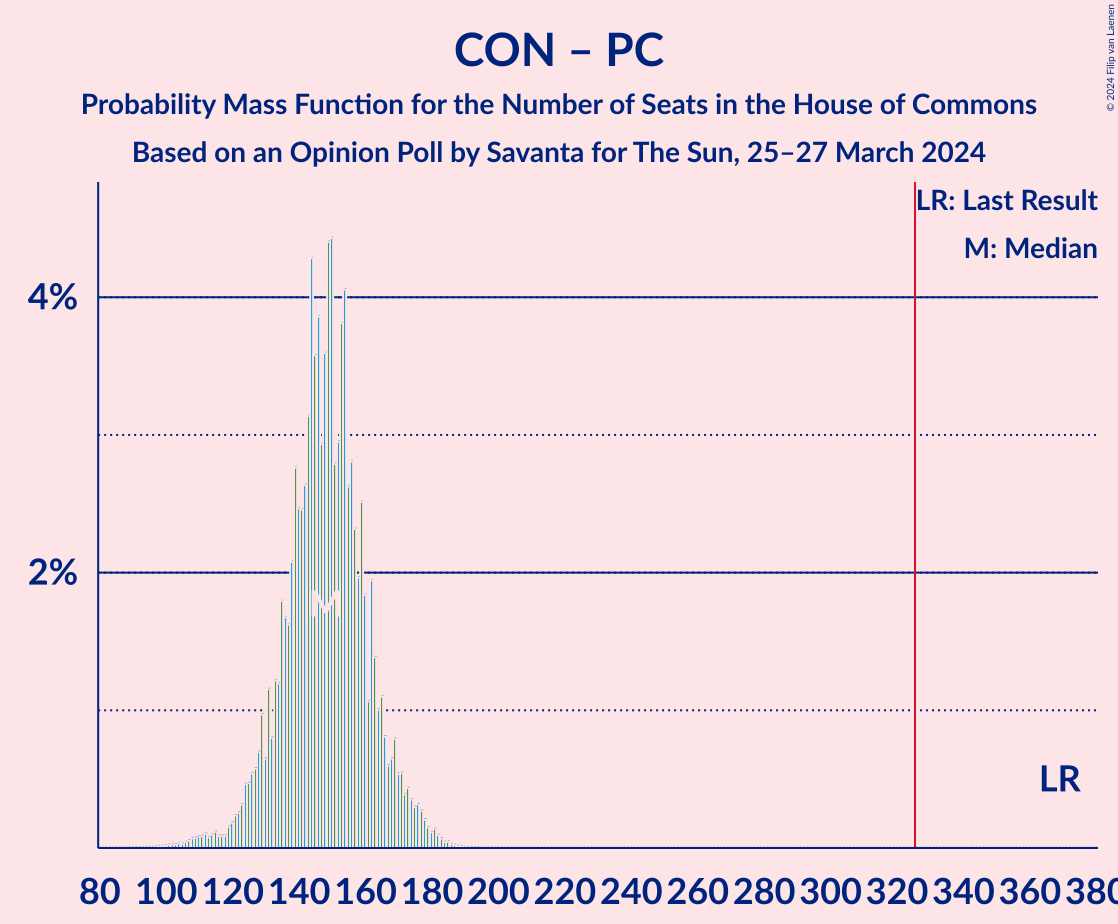 CON – PC
Probability Mass Function for the Number of Seats in the House of Commons
Based on an Opinion Poll by Savanta for The Sun, 25–27 March 2024
© 2024 Filip van Laenen
LR: Last Result
M: Median
4%
2%
M
LR
80 100 120 140 160 180 200 220 240 260 280 300 320 340 360 380